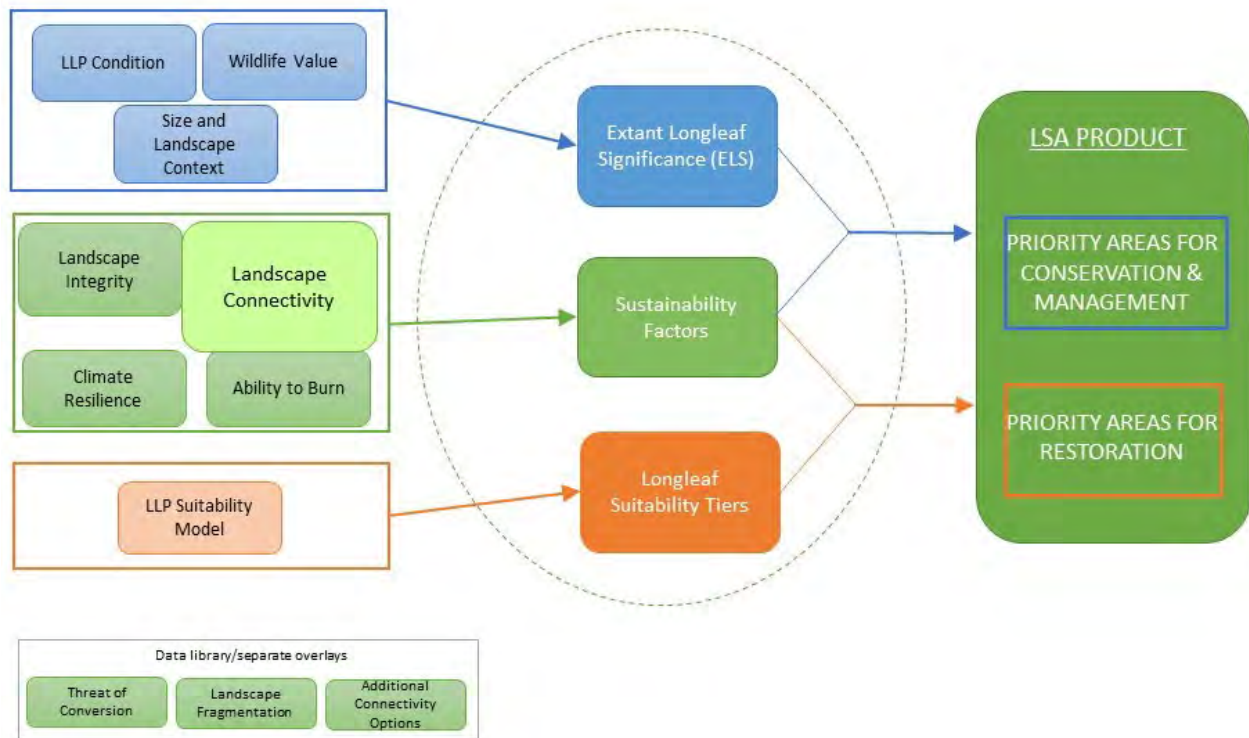 LLP Condition
Wildlife Value
Size and
Landscape
Context
Landscape
Integrity
Landscape
Connectivity
Climate
Resilience
Ability to Burn
LLP Suitability
Model
Extant Longleaf
Significance (ELS)
Sustainability
Factors
Longleaf
Suitability Tiers
LSA PRODUCT
PRIORITY AREAS FOR
CONSERVATION &
MANAGEMENT
PRIORITY AREAS FOR
RESTORATION
Data library/separate overlays
Threat of
Conversion
Landscape
Fragmentation
Additional
Connectivity
Options